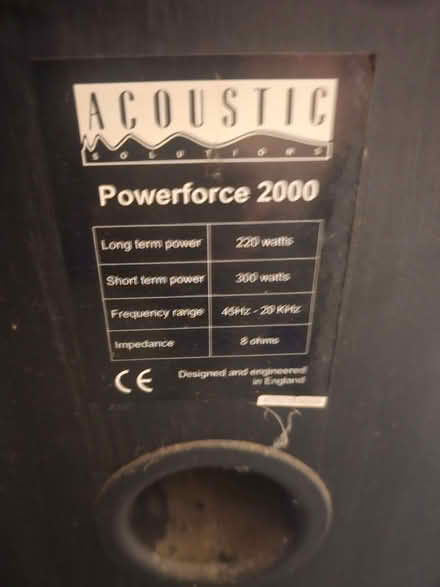 ACOUSTIC
SOLUTIONS
Powerforce 2000
Long term power 220 watts
Short term power 300 watts
Frequency range 45Hz - 20 KHz
Impedance 8 ohms
CE Designed and engineered
in England